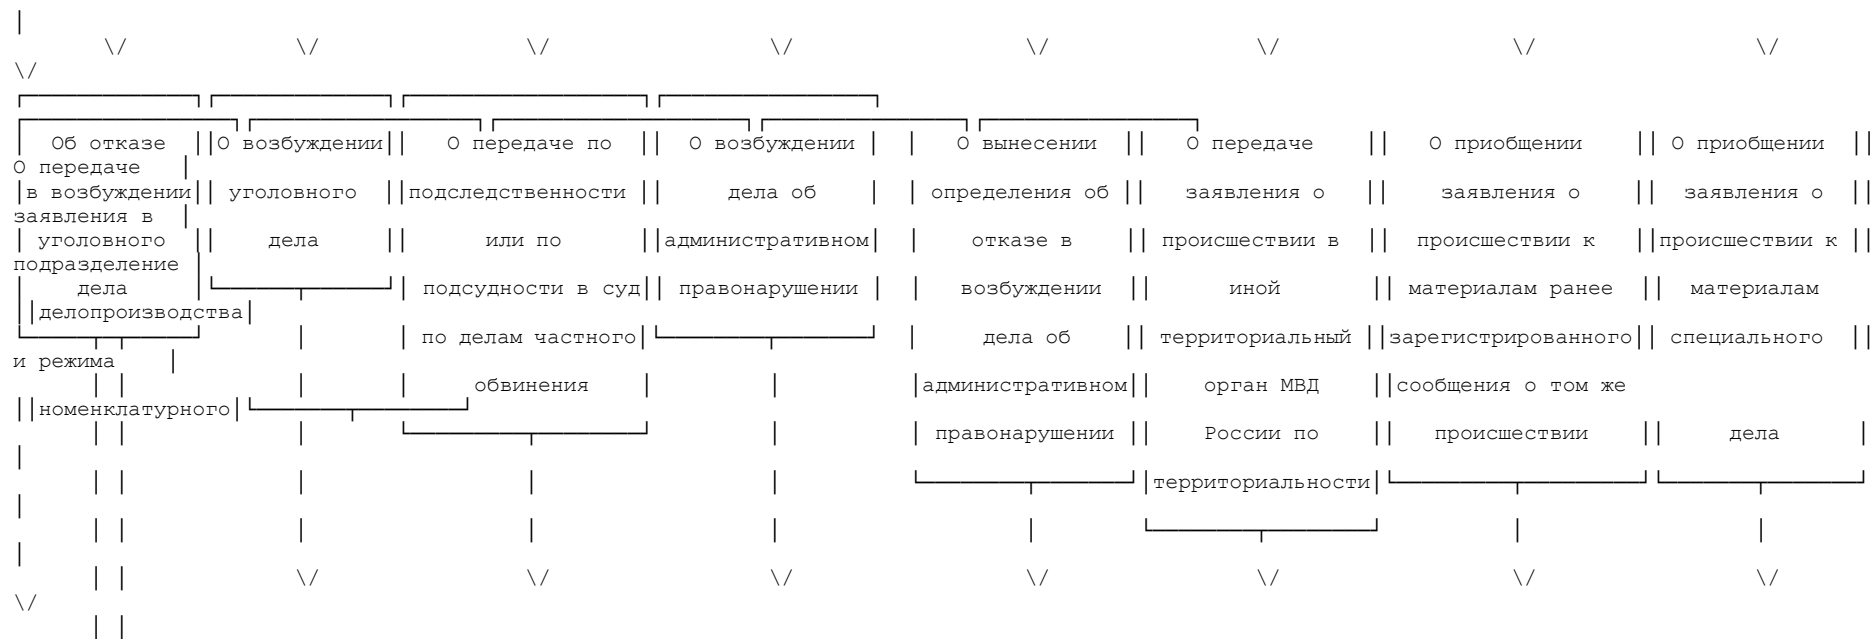 Об отказе О возбуждении О передаче по О возбуждении О вынесении О передаче О приобщении О приобщении
О передаче
в возбуждении уголовного подследственности дела об определения об заявления о заявления о заявления о
заявления в
уголовного дела или по административном отказе в происшествии в происшествии к происшествии к
подразделение
дела подсудности в суд правонарушении возбуждении иной материалам ранее материалам
делопроизводства
по делам частного дела об территориальный зарегистрированного специального
и режима
обвинения административном орган МВД сообщения о том же
номенклатурного
правонарушении России по происшествии дела
территориальности